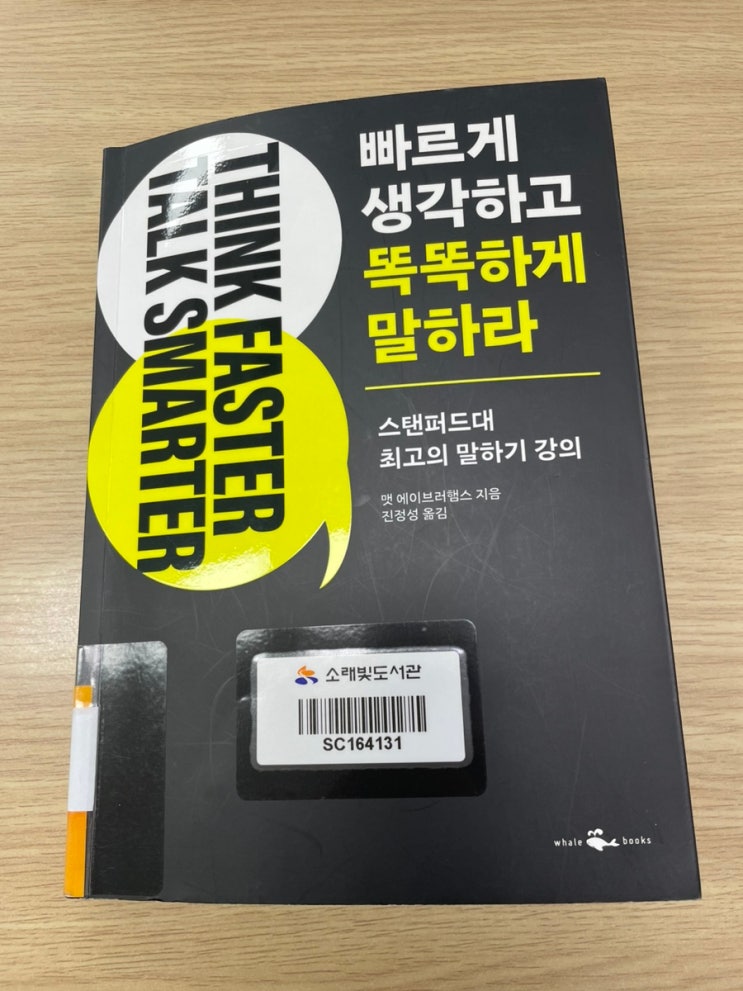 THINK FASTER
TALK SMARTER
빠르게
생각하고
똑똑하게
말하라
스탠퍼드대
최고의 말하기 강의
맷 에이브러햄스 지음
진정성 옮김
소래빛도서관
SC164131
whale books